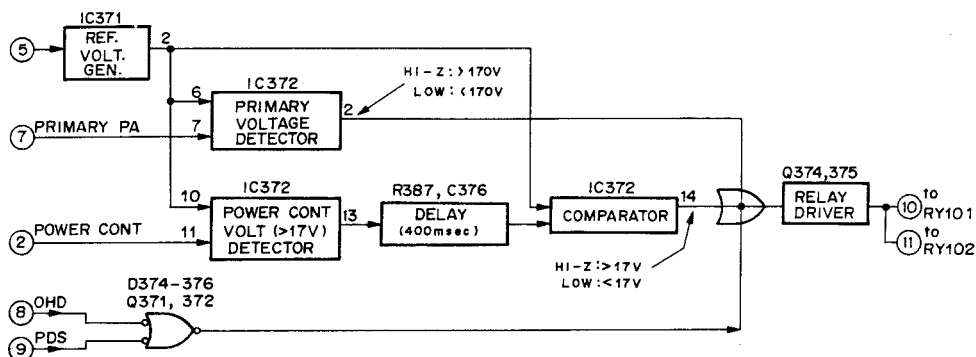 IC371
5
REF.
VOLT.
GEN.
2
HI-Z:>170V
LOW:<170V
IC372
6
7
PRIMARY
VOLTAGE
DETECTOR
2
7
PRIMARY PA
IC372
10
11
POWER CONT
VOLT (>17V)
DETECTOR
13
R387, C376
DELAY
(400msec)
IC372
COMPARATOR
14
HI-Z:>17V
LOW:<17V
Q374,375
RELAY
DRIVER
10
to
RY101
11
to
RY102
2
POWER CONT
D374-376
Q371, 372
8
OHD
9
PDS